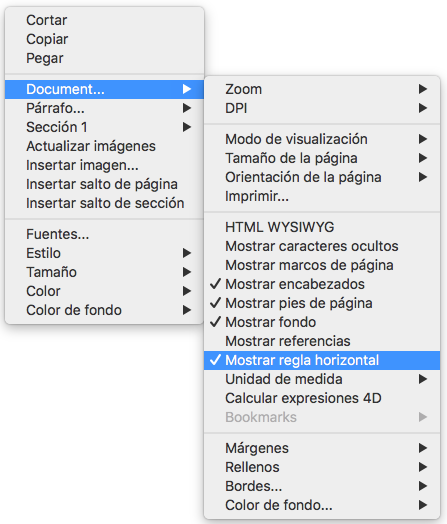 Cortar
Copiar
Pegar
Document...
Párrafo...
Sección 1
Actualizar imágenes
Insertar imagen...
Insertar salto de página
Insertar salto de sección
Fuentes...
Estilo
Tamaño
Color
Color de fondo
Zoom
DPI
Modo de visualización
Tamaño de la página
Orientación de la página
Imprimir...
HTML WYSIWYG
Mostrar caracteres ocultos
Mostrar marcos de página
Mostrar encabezados
Mostrar pies de página
Mostrar fondo
Mostrar referencias
Mostrar regla horizontal
Unidad de medida
Calcular expresiones 4D
Bookmarks
Márgenes
Rellenos
Bordes...
Color de fondo...